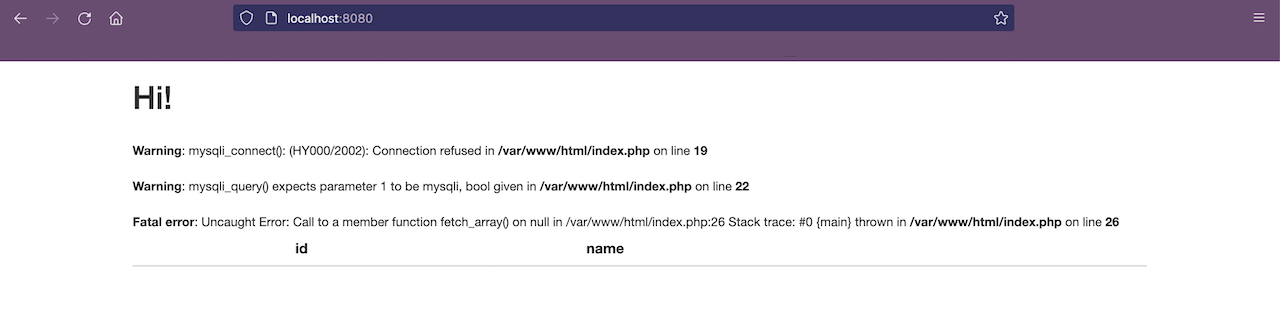 localhost:8080
Hi!
Warning: mysqli_connect(): (HY000/2002): Connection refused in /var/www/html/index.php on line 19
Warning: mysqli_query() expects parameter 1 to be mysqli, bool given in /var/www/html/index.php on line 22
Fatal error: Uncaught Error: Call to a member function fetch_array() on null in /var/www/html/index.php:26 Stack trace: #0 {main} thrown in /var/www/html/index.php on line 26
id name